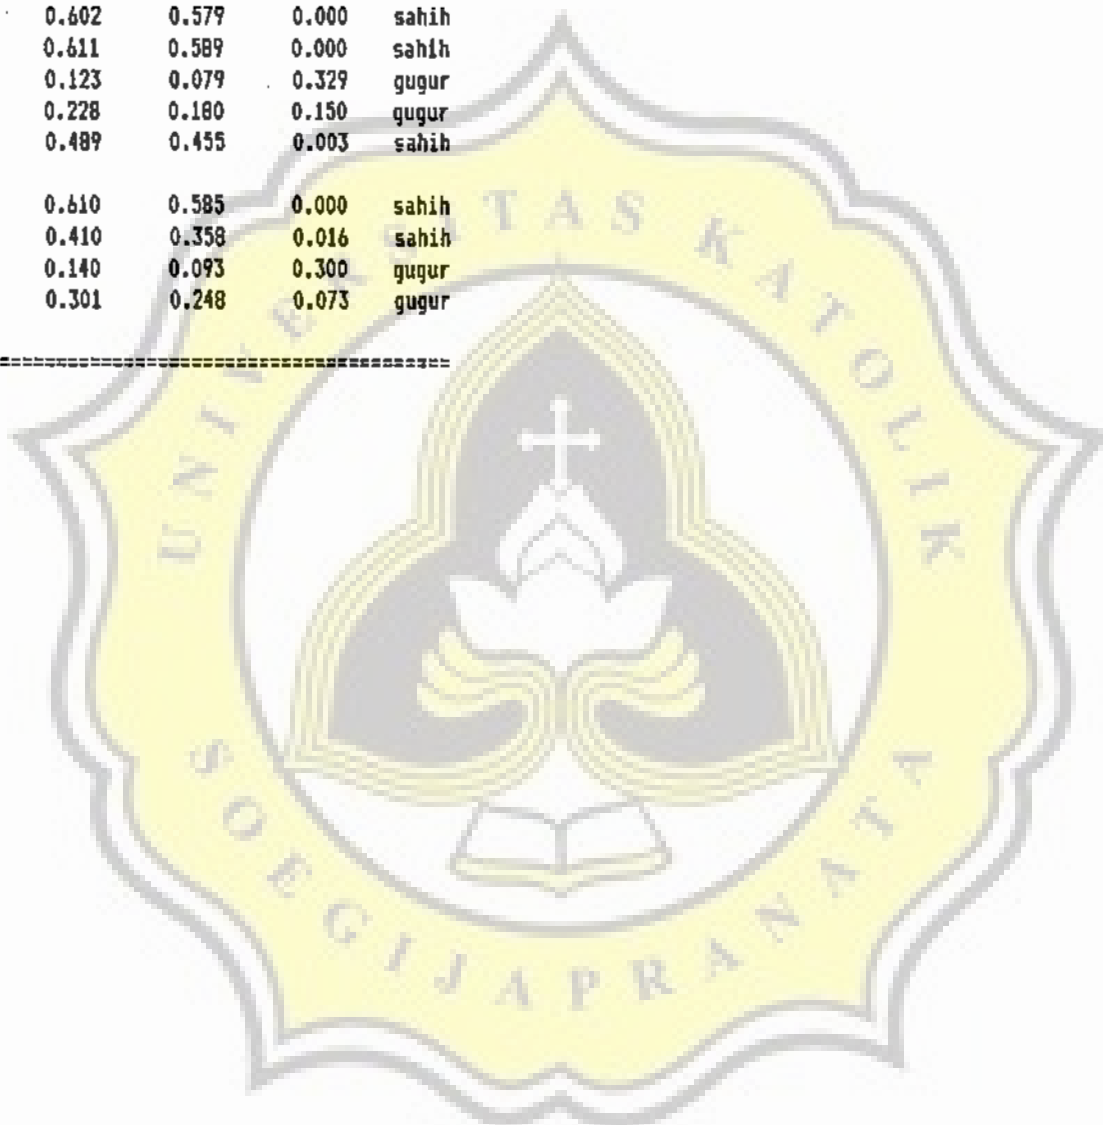 0.602 0.579 0.000 sahih
0.611 0.589 0.000 sahih
0.123 0.079 0.329 gugur
0.228 0.180 0.150 gugur
0.489 0.455 0.003 sahih
0.610 0.585 0.000 sahih
0.410 0.358 0.016 sahih
0.140 0.093 0.300 gugur
0.301 0.248 0.073 gugur
UNIVERSITAS KATOLIK
SOEGIJAPRANATA